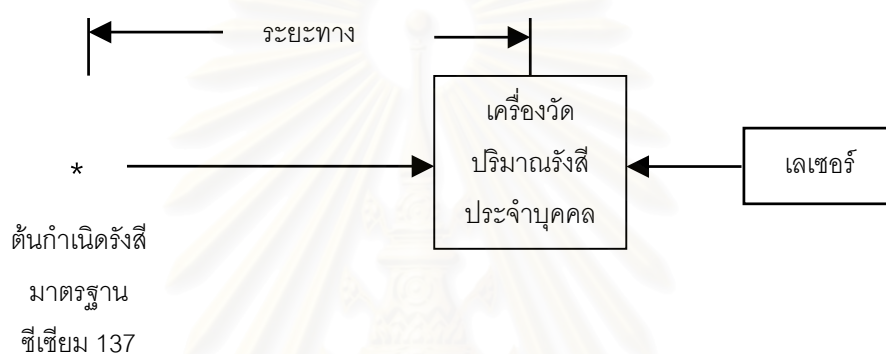 ระยะทาง
เครื่องวัด
ปริมาณรังสี
ประจำบุคคล
เลเซอร์
*
ต้นกำเนิดรังสี
มาตรฐาน
ซีเซียม 137